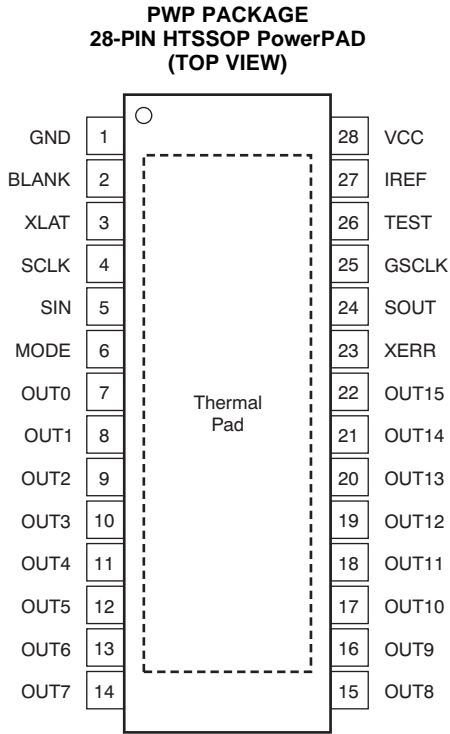 PWP PACKAGE
28-PIN HTSSOP PowerPAD
(TOP VIEW)
GND 1 28 VCC
BLANK 2 27 IREF
XLAT 3 26 TEST
SCLK 4 25 GSCLK
SIN 5 24 SOUT
MODE 6 23 XERR
OUT0 7 22 OUT15
OUT1 8 21 OUT14
OUT2 9 20 OUT13
OUT3 10 19 OUT12
OUT4 11 18 OUT11
OUT5 12 17 OUT10
OUT6 13 16 OUT9
OUT7 14 15 OUT8
Thermal
Pad